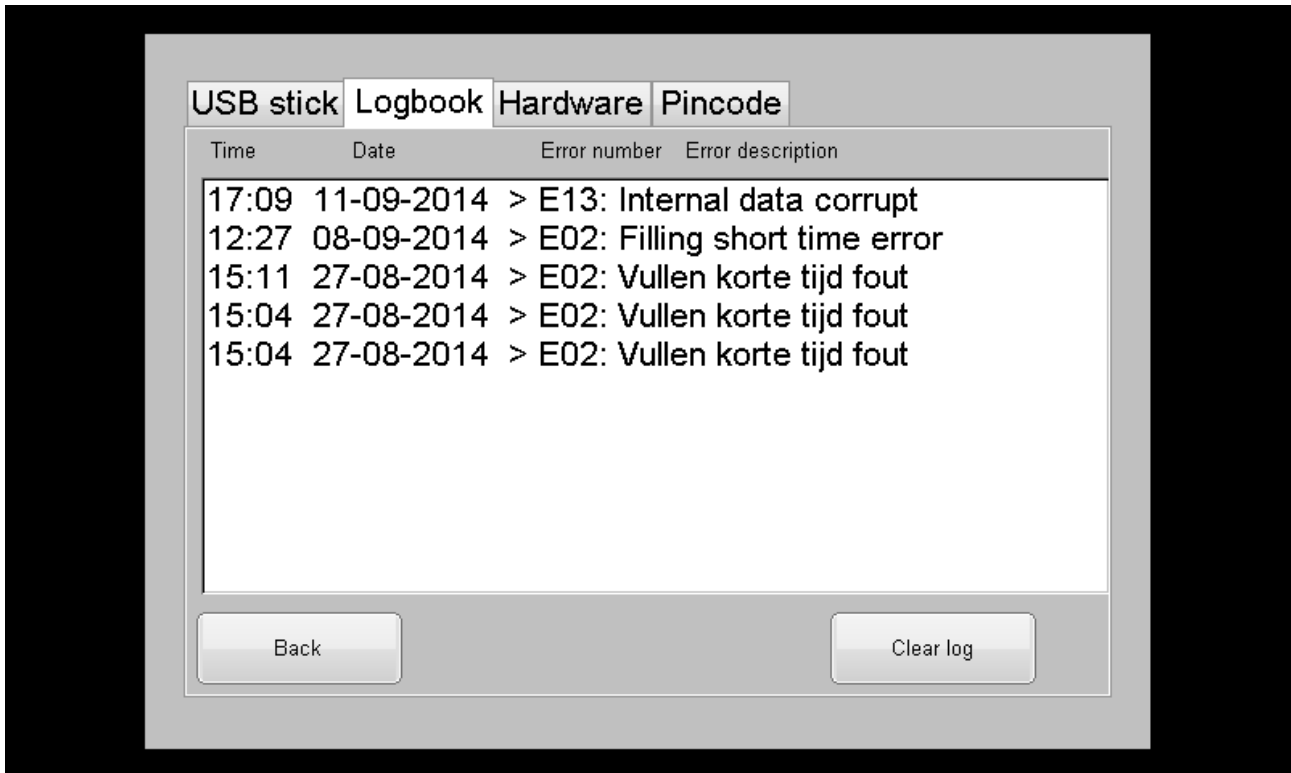 USB stick Logbook Hardware Pincode
Time Date Error number Error description
17:09 11-09-2014 > E13: Internal data corrupt
12:27 08-09-2014 > E02: Filling short time error
15:11 27-08-2014 > E02: Vullen korte tijd fout
15:04 27-08-2014 > E02: Vullen korte tijd fout
15:04 27-08-2014 > E02: Vullen korte tijd fout
Back Clear log